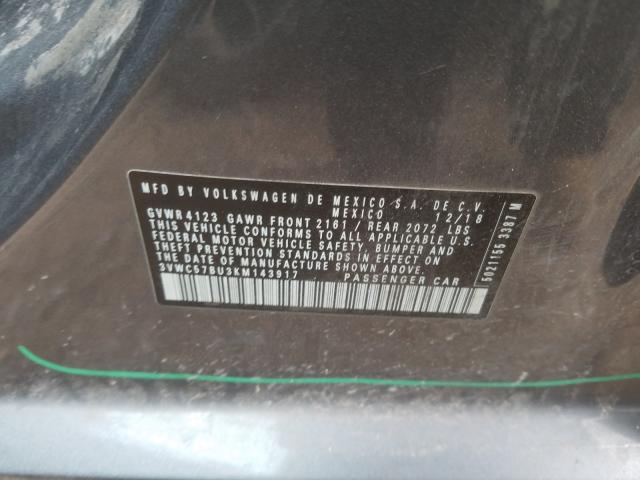 MFD BY VOLKSWAGEN DE MEXICO S.A. DE C.V.
MEXICO 12/18
GVWR 4123 GAWR FRONT 2161 / REAR 2072 LBS
THIS VEHICLE CONFORMS TO ALL APPLICABLE U.S.
FEDERAL MOTOR VEHICLE SAFETY, BUMPER AND
THEFT PREVENTION STANDARDS IN EFFECT ON
THE DATE OF MANUFACTURE SHOWN ABOVE.
3VWC57BU3KM143917 PASSENGER CAR
5021155 3387 M